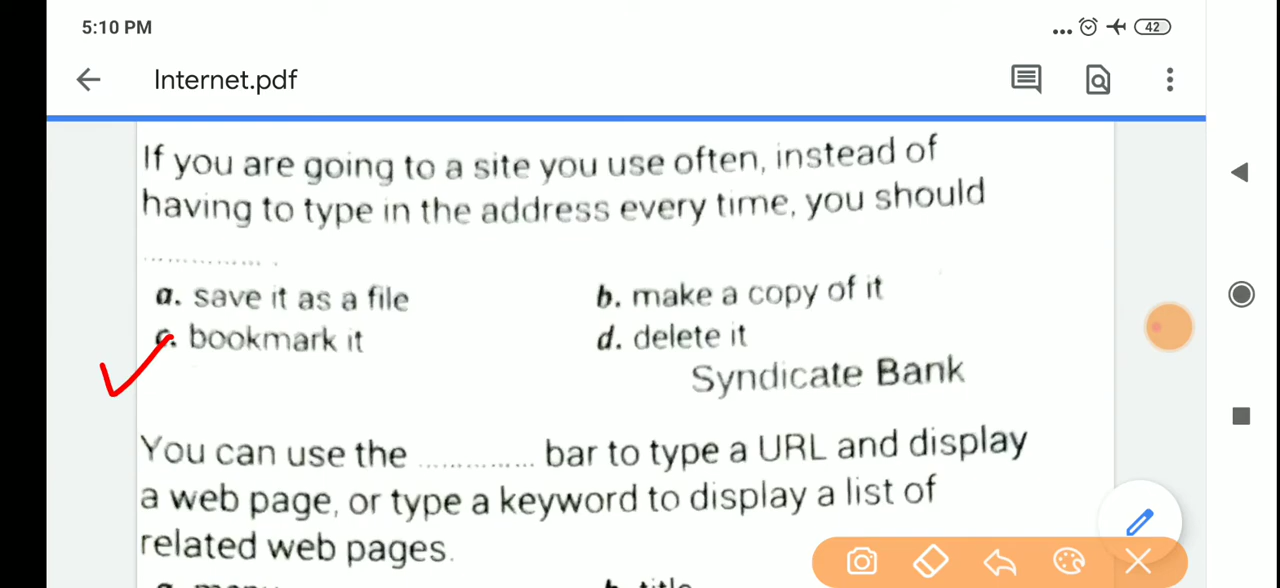 5:10 PM
42
Internet.pdf
If you are going to a site you use often, instead of
having to type in the address every time, you should
.............. .
a. save it as a file
b. make a copy of it
c. bookmark it
d. delete it
Syndicate Bank
You can use the .............. bar to type a URL and display
a web page, or type a keyword to display a list of
related web pages.